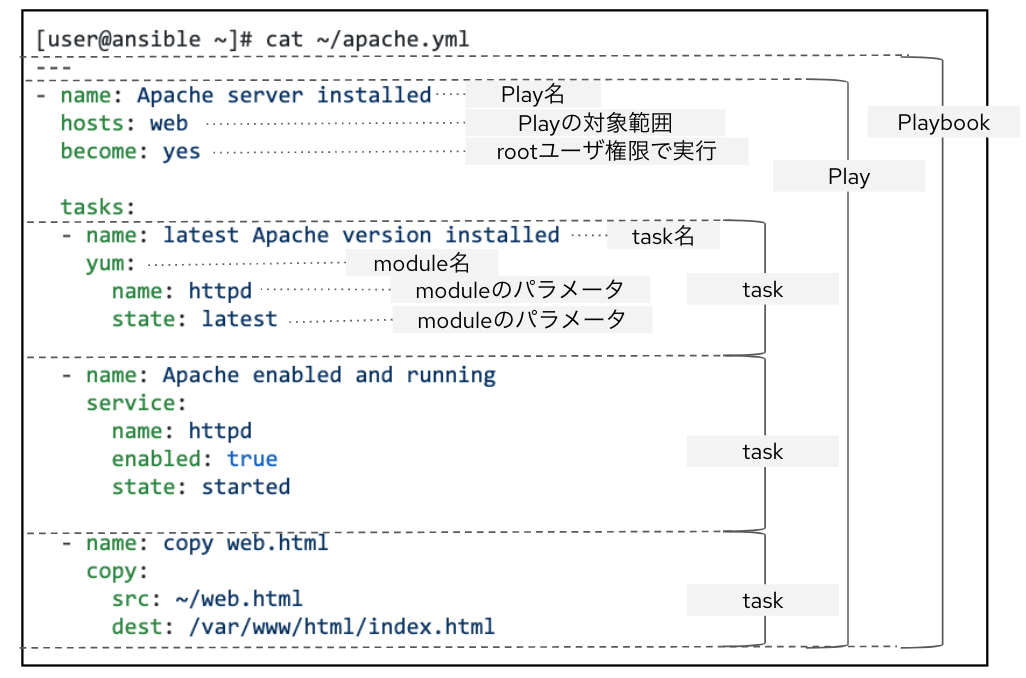 [user@ansible ~]# cat ~/apache.yml
---
- name: Apache server installed Play名
hosts: web Playの対象範囲 Playbook
become: yes rootユーザ権限で実行
Play
tasks:
- name: latest Apache version installed task名
yum: module名
name: httpd moduleのパラメータ task
state: latest moduleのパラメータ
- name: Apache enabled and running
service:
name: httpd
enabled: true task
state: started
- name: copy web.html
copy:
src: ~/web.html task
dest: /var/www/html/index.html